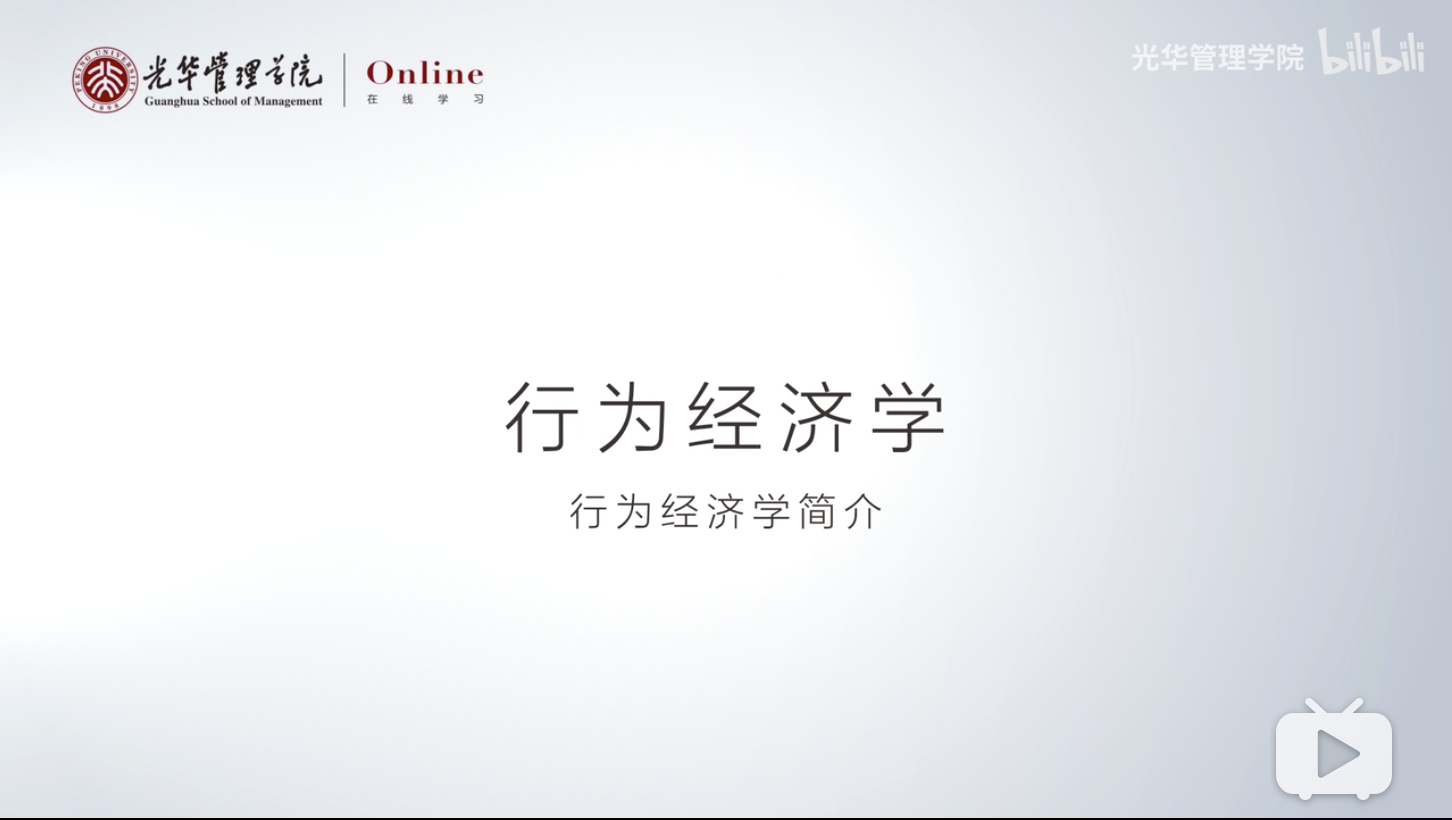 PEKING UNIVERSITY
1898
光华管理学院
Guanghua School of Management
Online
在线学习
光华管理学院 bilibili
行为经济学
行为经济学简介